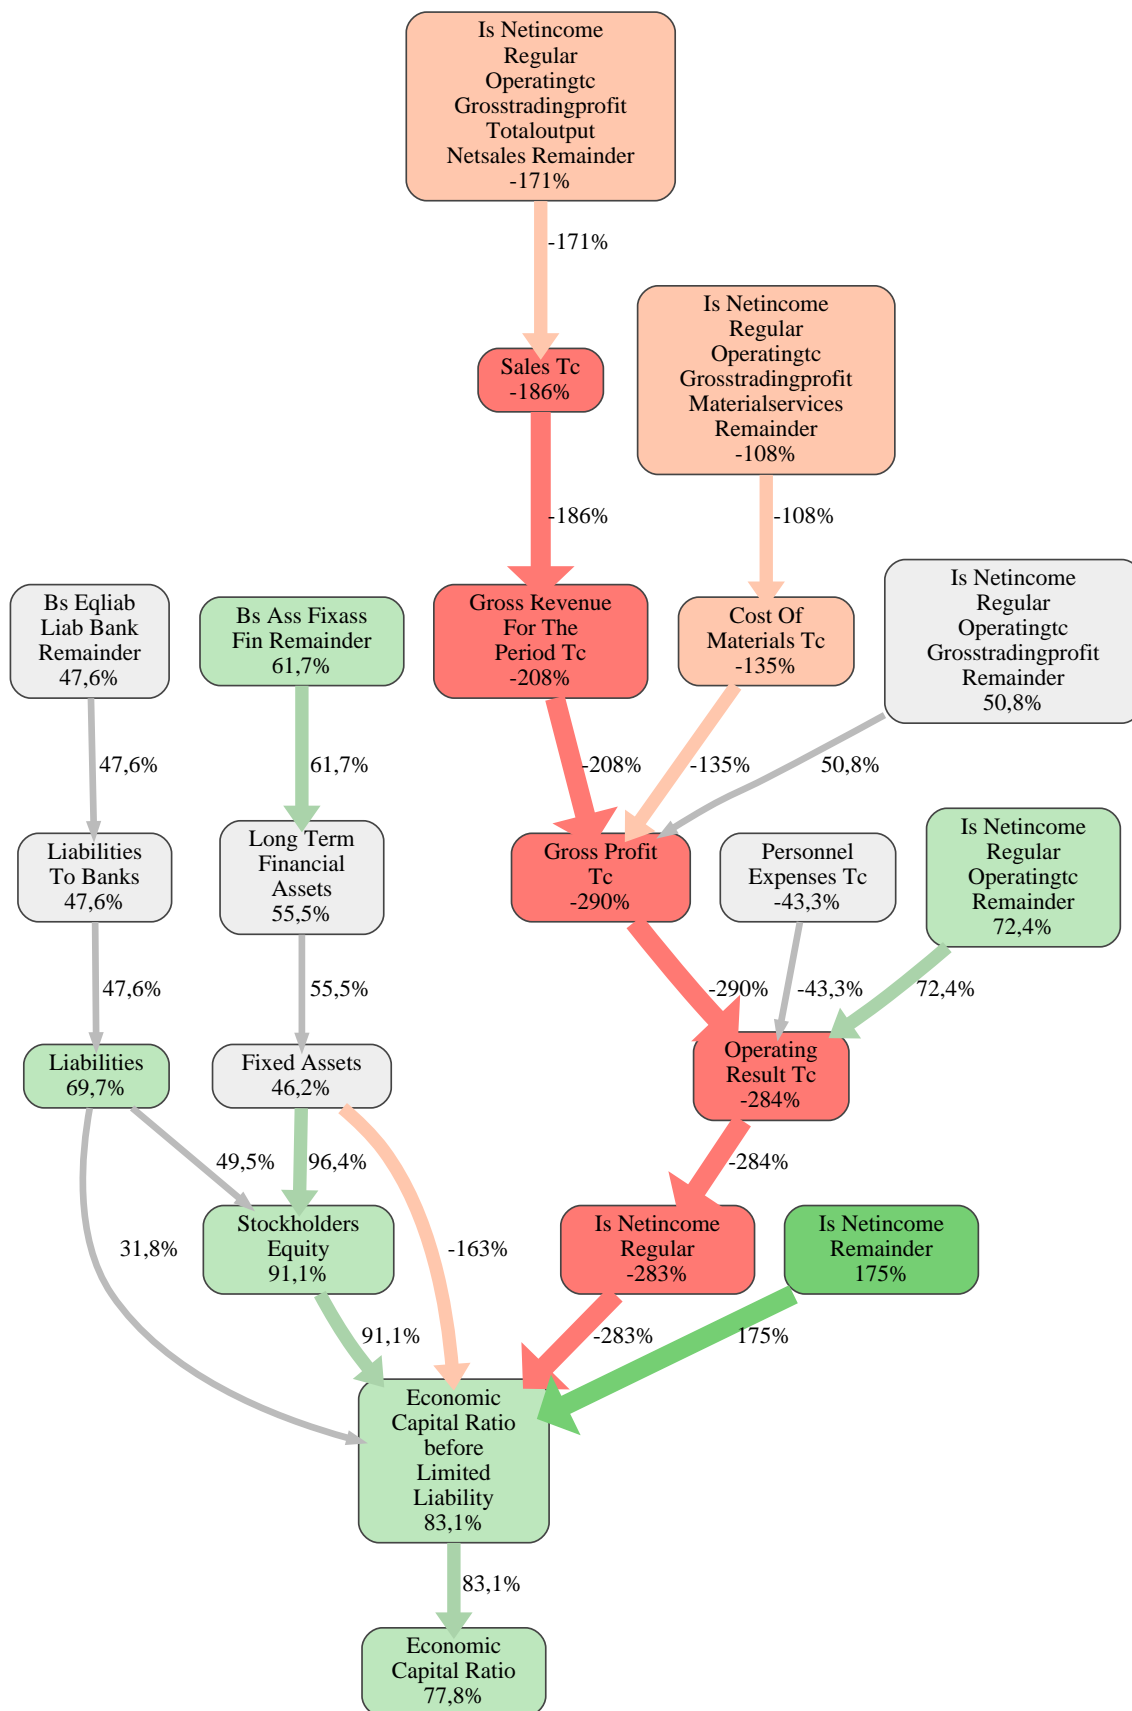 Is Netincome
Regular
Operatingtc
Grosstradingprofit
Totaloutput
Netsales Remainder
-171%
-171%
Is Netincome
Regular
Operatingtc
Grosstradingprofit
Materialservices
Remainder
-108%
Sales Tc
-186%
-186%
-108%
Bs Eqliab
Liab Bank
Remainder
47,6%
Bs Ass Fixass
Fin Remainder
61,7%
Gross Revenue
For The
Period Tc
-208%
Cost Of
Materials Tc
-135%
Is Netincome
Regular
Operatingtc
Grosstradingprofit
Remainder
50,8%
47,6%
61,7%
-208%
-135%
50,8%
Liabilities
To Banks
47,6%
Long Term
Financial
Assets
55,5%
Gross Profit
Tc
-290%
Personnel
Expenses Tc
-43,3%
Is Netincome
Regular
Operatingtc
Remainder
72,4%
47,6%
55,5%
-290%
-43,3%
72,4%
Liabilities
69,7%
Fixed Assets
46,2%
Operating
Result Tc
-284%
49,5%
96,4%
-284%
Stockholders
Equity
91,1%
Is Netincome
Regular
-283%
Is Netincome
Remainder
175%
31,8%
-163%
91,1%
-283%
175%
Economic
Capital Ratio
before
Limited
Liability
83,1%
83,1%
Economic
Capital Ratio
77,8%